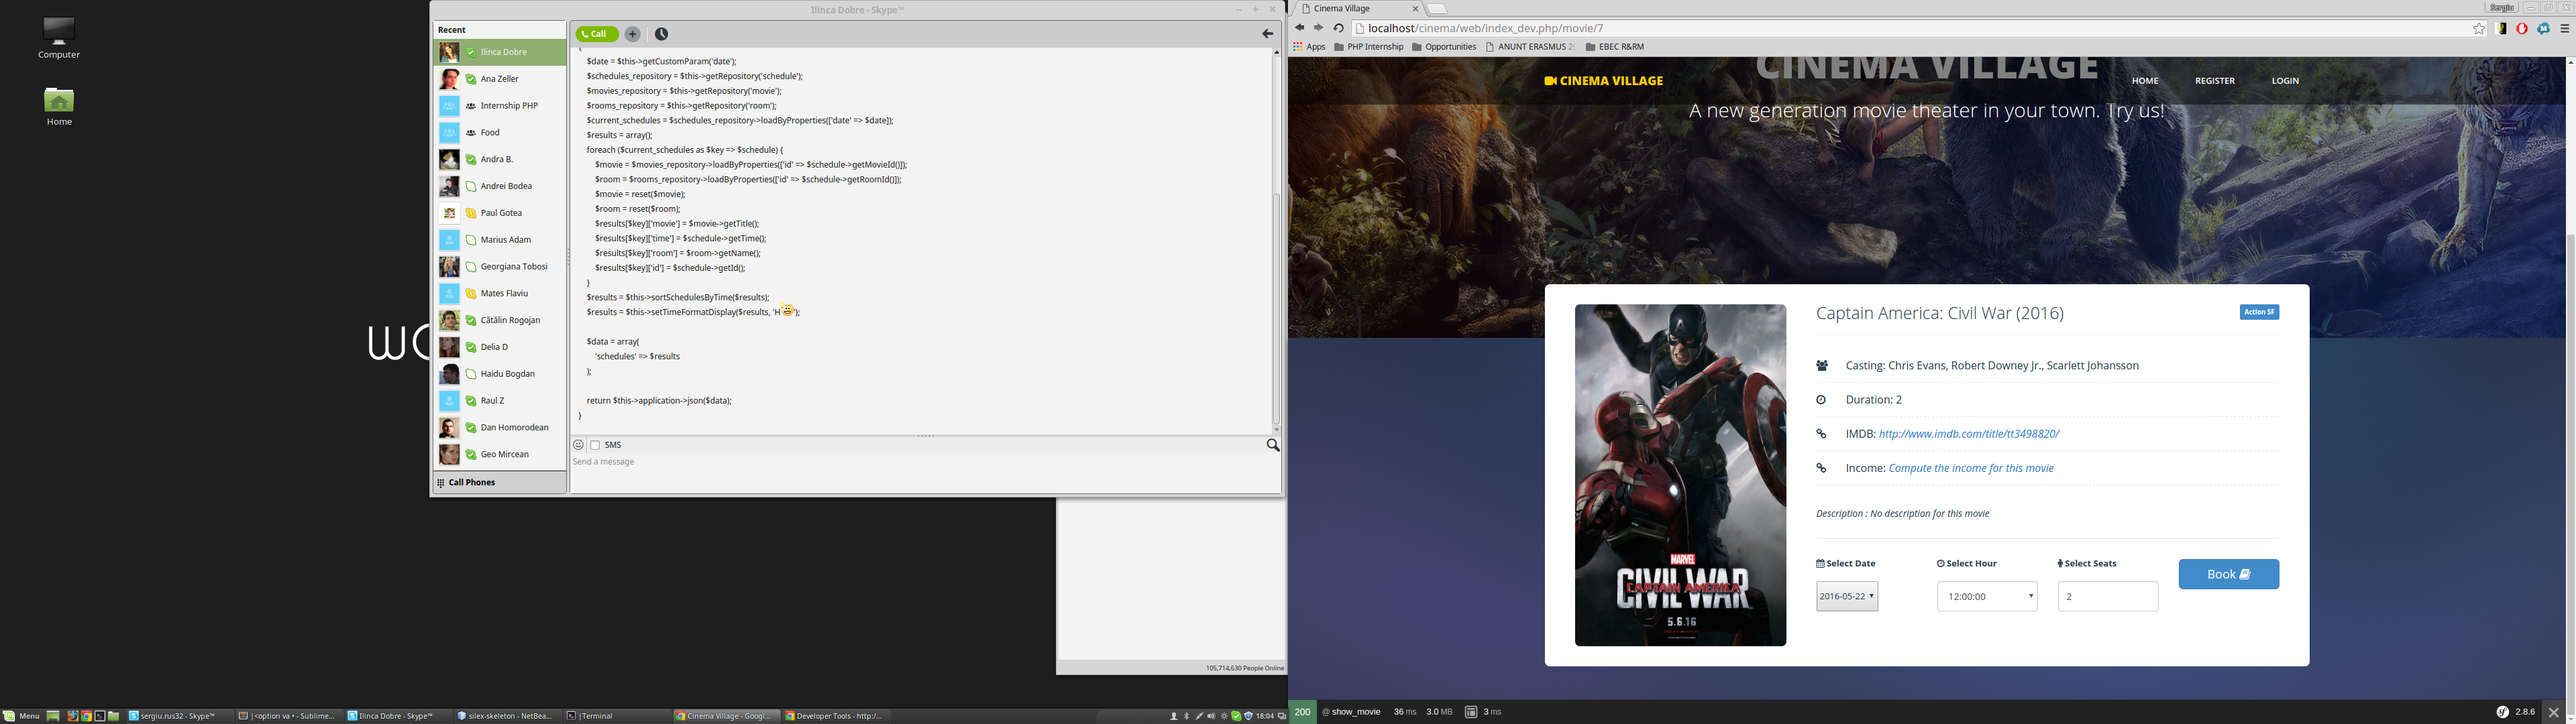 Computer
Home
WO
Ilinca Dobre - Skype™
Recent
Ilinca Dobre
Ana Zeller
Internship PHP
Food
Andra B.
Andrei Bodea
Paul Gotea
Marius Adam
Georgiana Tobosi
Mates Flaviu
Cătălin Rogojan
Delia D
Haidu Bogdan
Raul Z
Dan Horodorean
Geo Mircean
Call Phones
Call
{
$date = $this->getCustomParam('date');
$schedules_repository = $this->getRepository('schedule');
$movies_repository = $this->getRepository('movie');
$rooms_repository = $this->getRepository('room');
$current_schedules = $schedules_repository->loadByProperties(['date' => $date]);
$results = array();
foreach ($current_schedules as $key => $schedule) {
$movie = $movies_repository->loadByProperties(['id' => $schedule->getMovieId()]);
$room = $rooms_repository->loadByProperties(['id' => $schedule->getRoomId()]);
$movie = reset($movie);
$room = reset($room);
$results[$key]['movie'] = $movie->getTitle();
$results[$key]['time'] = $schedule->getTime();
$results[$key]['room'] = $room->getName();
$results[$key]['id'] = $schedule->getId();
}
$results = $this->sortSchedulesByTime($results);
$results = $this->setTimeFormatDisplay($results, 'H');
$data = array(
'schedules' => $results
);
return $this->application->json($data);
}
SMS
Send a message
105,714,630 People Online
Menu
sergiu.rus32 - Skype™
|<option va • - Sublime...
Ilinca Dobre - Skype™
silex-skeleton - NetBea...
|Terminal
Cinema Village - Googl...
Developer Tools - http:/...
18:04
Cinema Village
Sergiu
localhost/cinema/web/index_dev.php/movie/7
Apps
PHP Internship
Opportunities
ANUNT ERASMUS 2
EBEC R&RM
CINEMA VILLAGE
CINEMA VILLAGE
HOME
REGISTER
LOGIN
A new generation movie theater in your town. Try us!
Captain America: Civil War (2016)
Action SF
Casting: Chris Evans, Robert Downey Jr., Scarlett Johansson
Duration: 2
IMDB: http://www.imdb.com/title/tt3498820/
Income: Compute the income for this movie
Description : No description for this movie
MARVEL
CAPTAIN AMERICA
CIVIL WAR
5.6.16
Select Date
Select Hour
Select Seats
2016-05-22
12:00:00
2
Book
200
@ show_movie
36 ms
3.0 MB
3 ms
sf
2.8.6